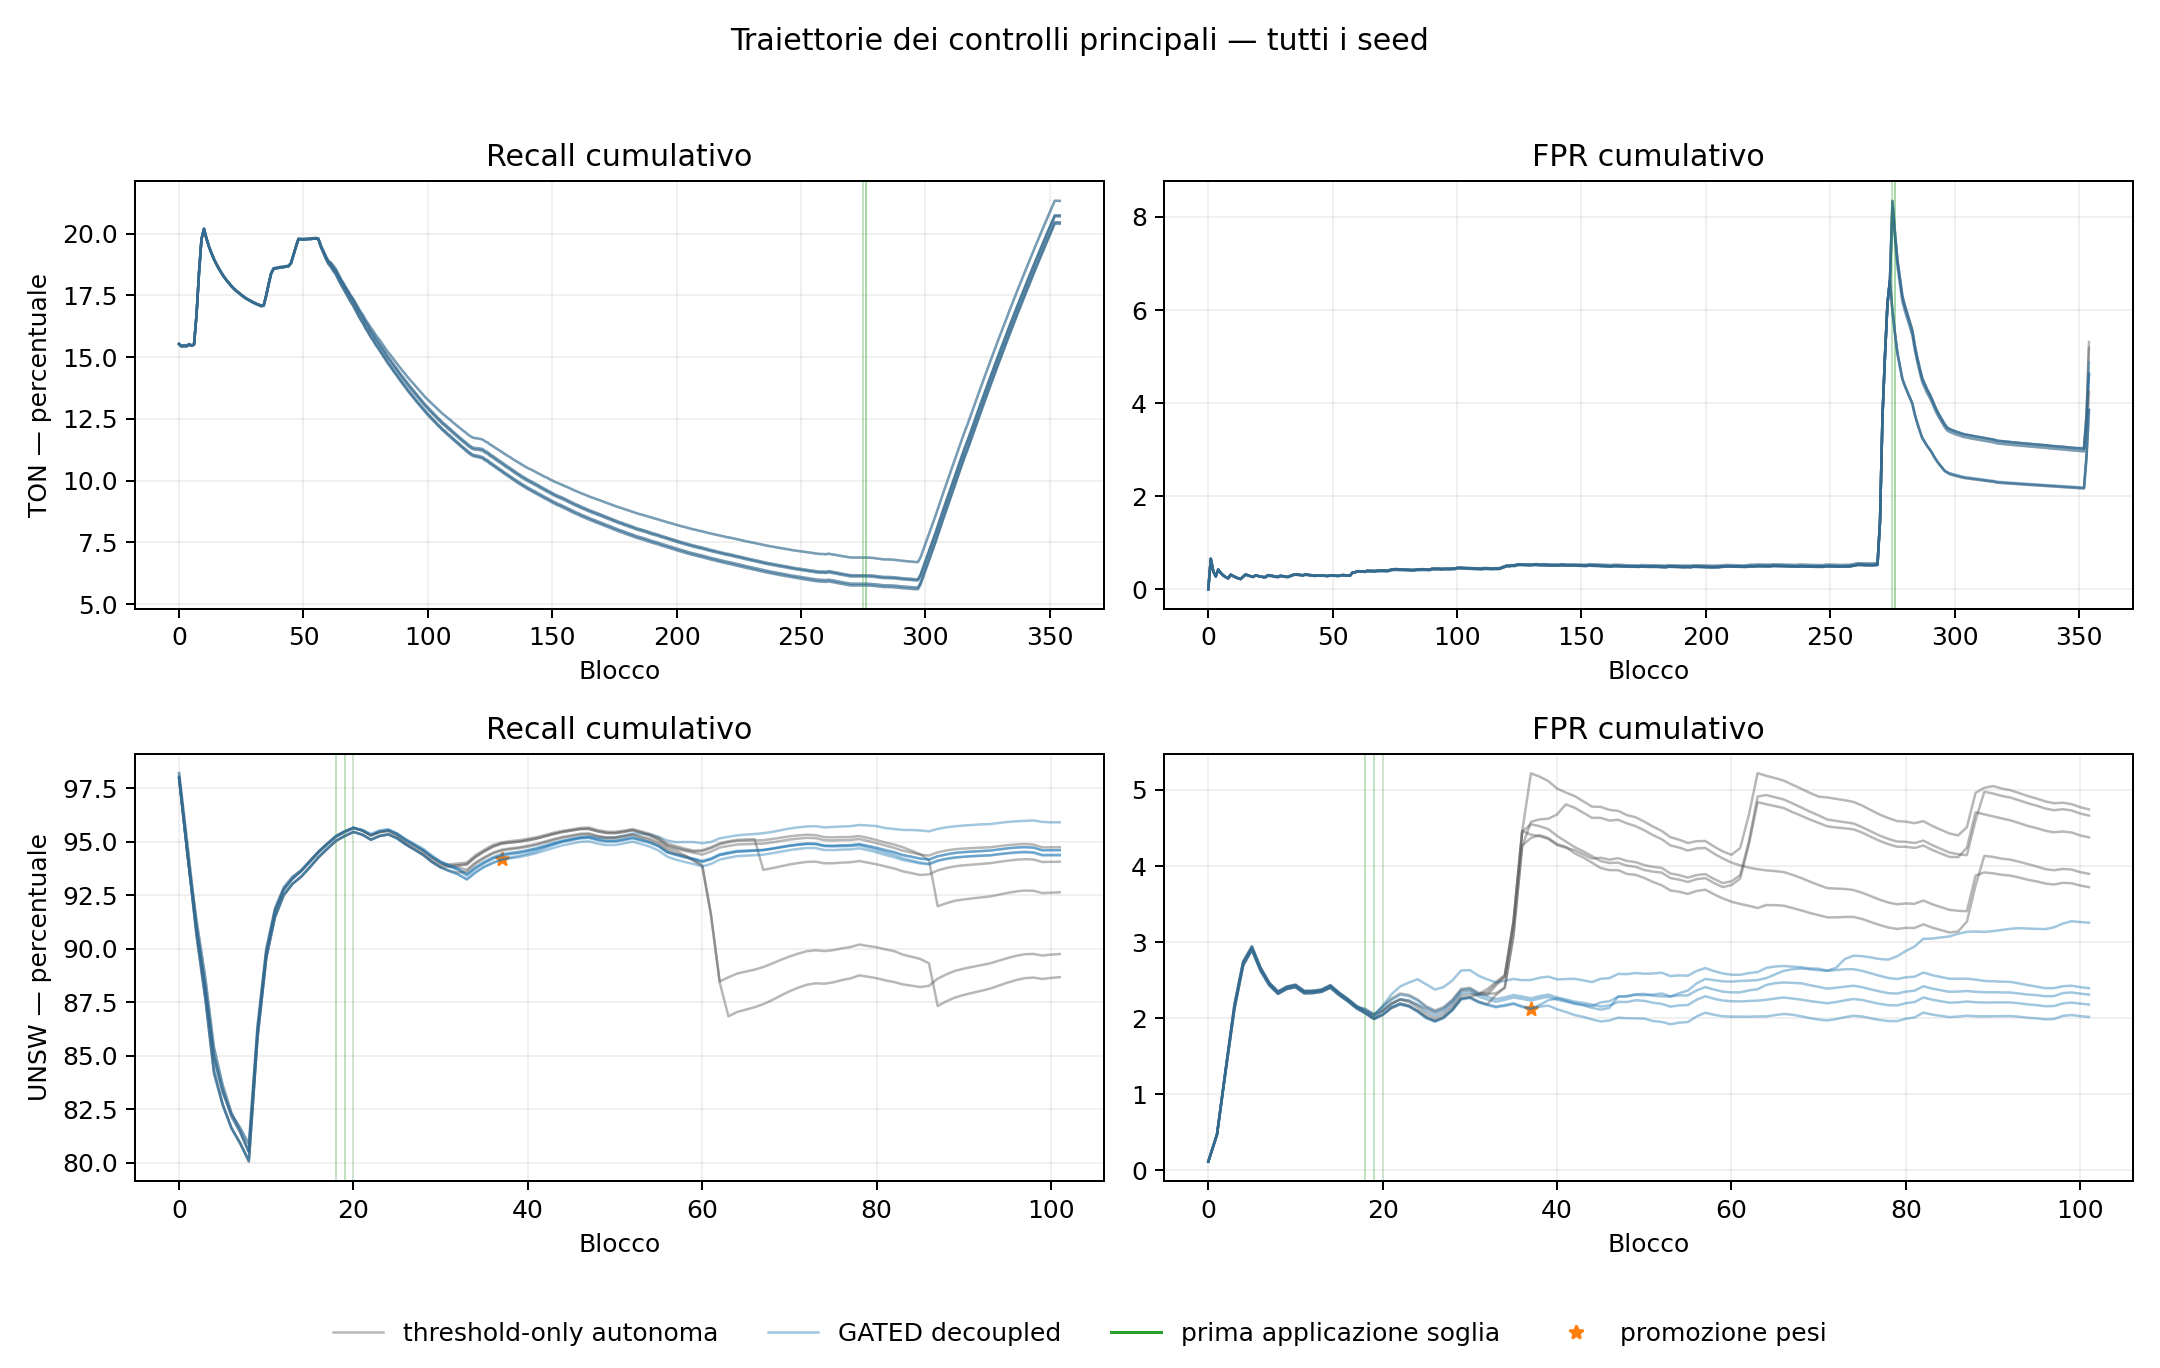 Traiettorie dei controlli principali — tutti i seed
Recall cumulativo
FPR cumulativo
TON — percentuale
20.0
17.5
15.0
12.5
10.0
7.5
5.0
0 50 100 150 200 250 300 350
Blocco
8
6
4
2
0
0 50 100 150 200 250 300 350
Blocco
Recall cumulativo
FPR cumulativo
UNSW — percentuale
97.5
95.0
92.5
90.0
87.5
85.0
82.5
80.0
0 20 40 60 80 100
Blocco
5
4
3
2
1
0
0 20 40 60 80 100
Blocco
threshold-only autonoma GATED decoupled prima applicazione soglia promozione pesi